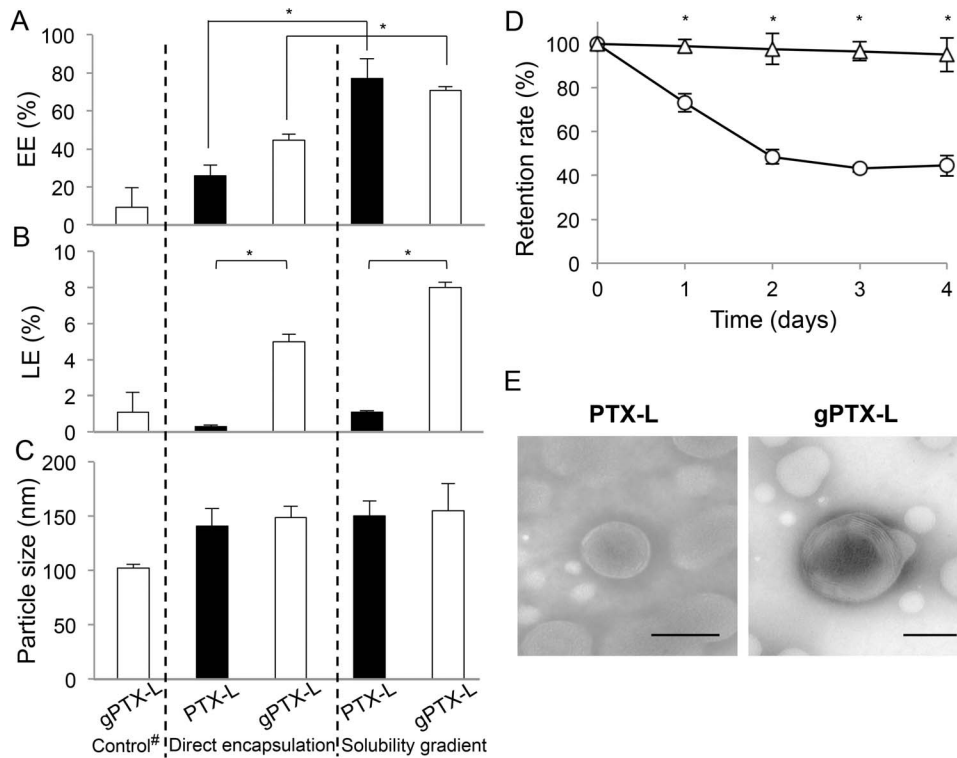 A
EE (%)
100
80
60
40
20
0
*
*
B
LE (%)
10
8
6
4
2
0
*
*
C
Particle size (nm)
200
150
100
50
0
gPTX-L
PTX-L
gPTX-L
PTX-L
gPTX-L
Control#
Direct encapsulation
Solubility gradient
D
Retention rate (%)
* * * *
100
80
60
40
20
0
0 1 2 3 4
Time (days)
E
PTX-L
gPTX-L